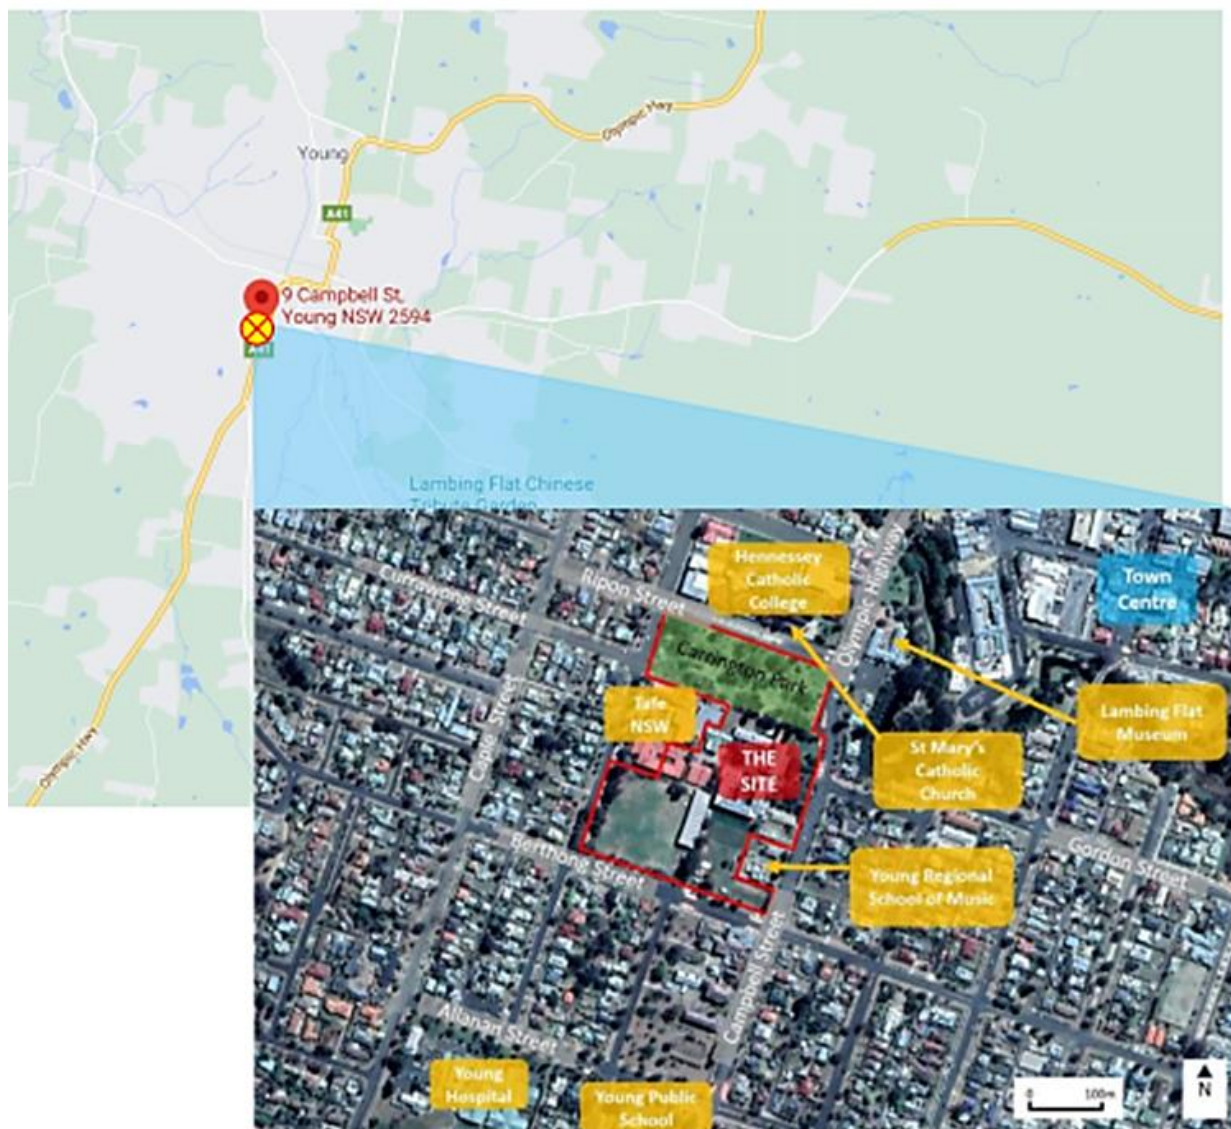 Olympic Hwy
Young
A41
9 Campbell St,
Young NSW 2594
A41
Lambing Flat Chinese
Tribute Garden
Olympic Hwy
Hennessey
Catholic
College
Town
Centre
Currawong Street
Ripon Street
Olympic Highway
Carrington Park
Tafe
NSW
Lambing Flat
Museum
Caple Street
THE
SITE
St Mary's
Catholic
Church
Berthong Street
Young Regional
School of Music
Gordon Street
Campbell Street
Allanan Street
Young
Hospital
Young Public
School
0
100m
N